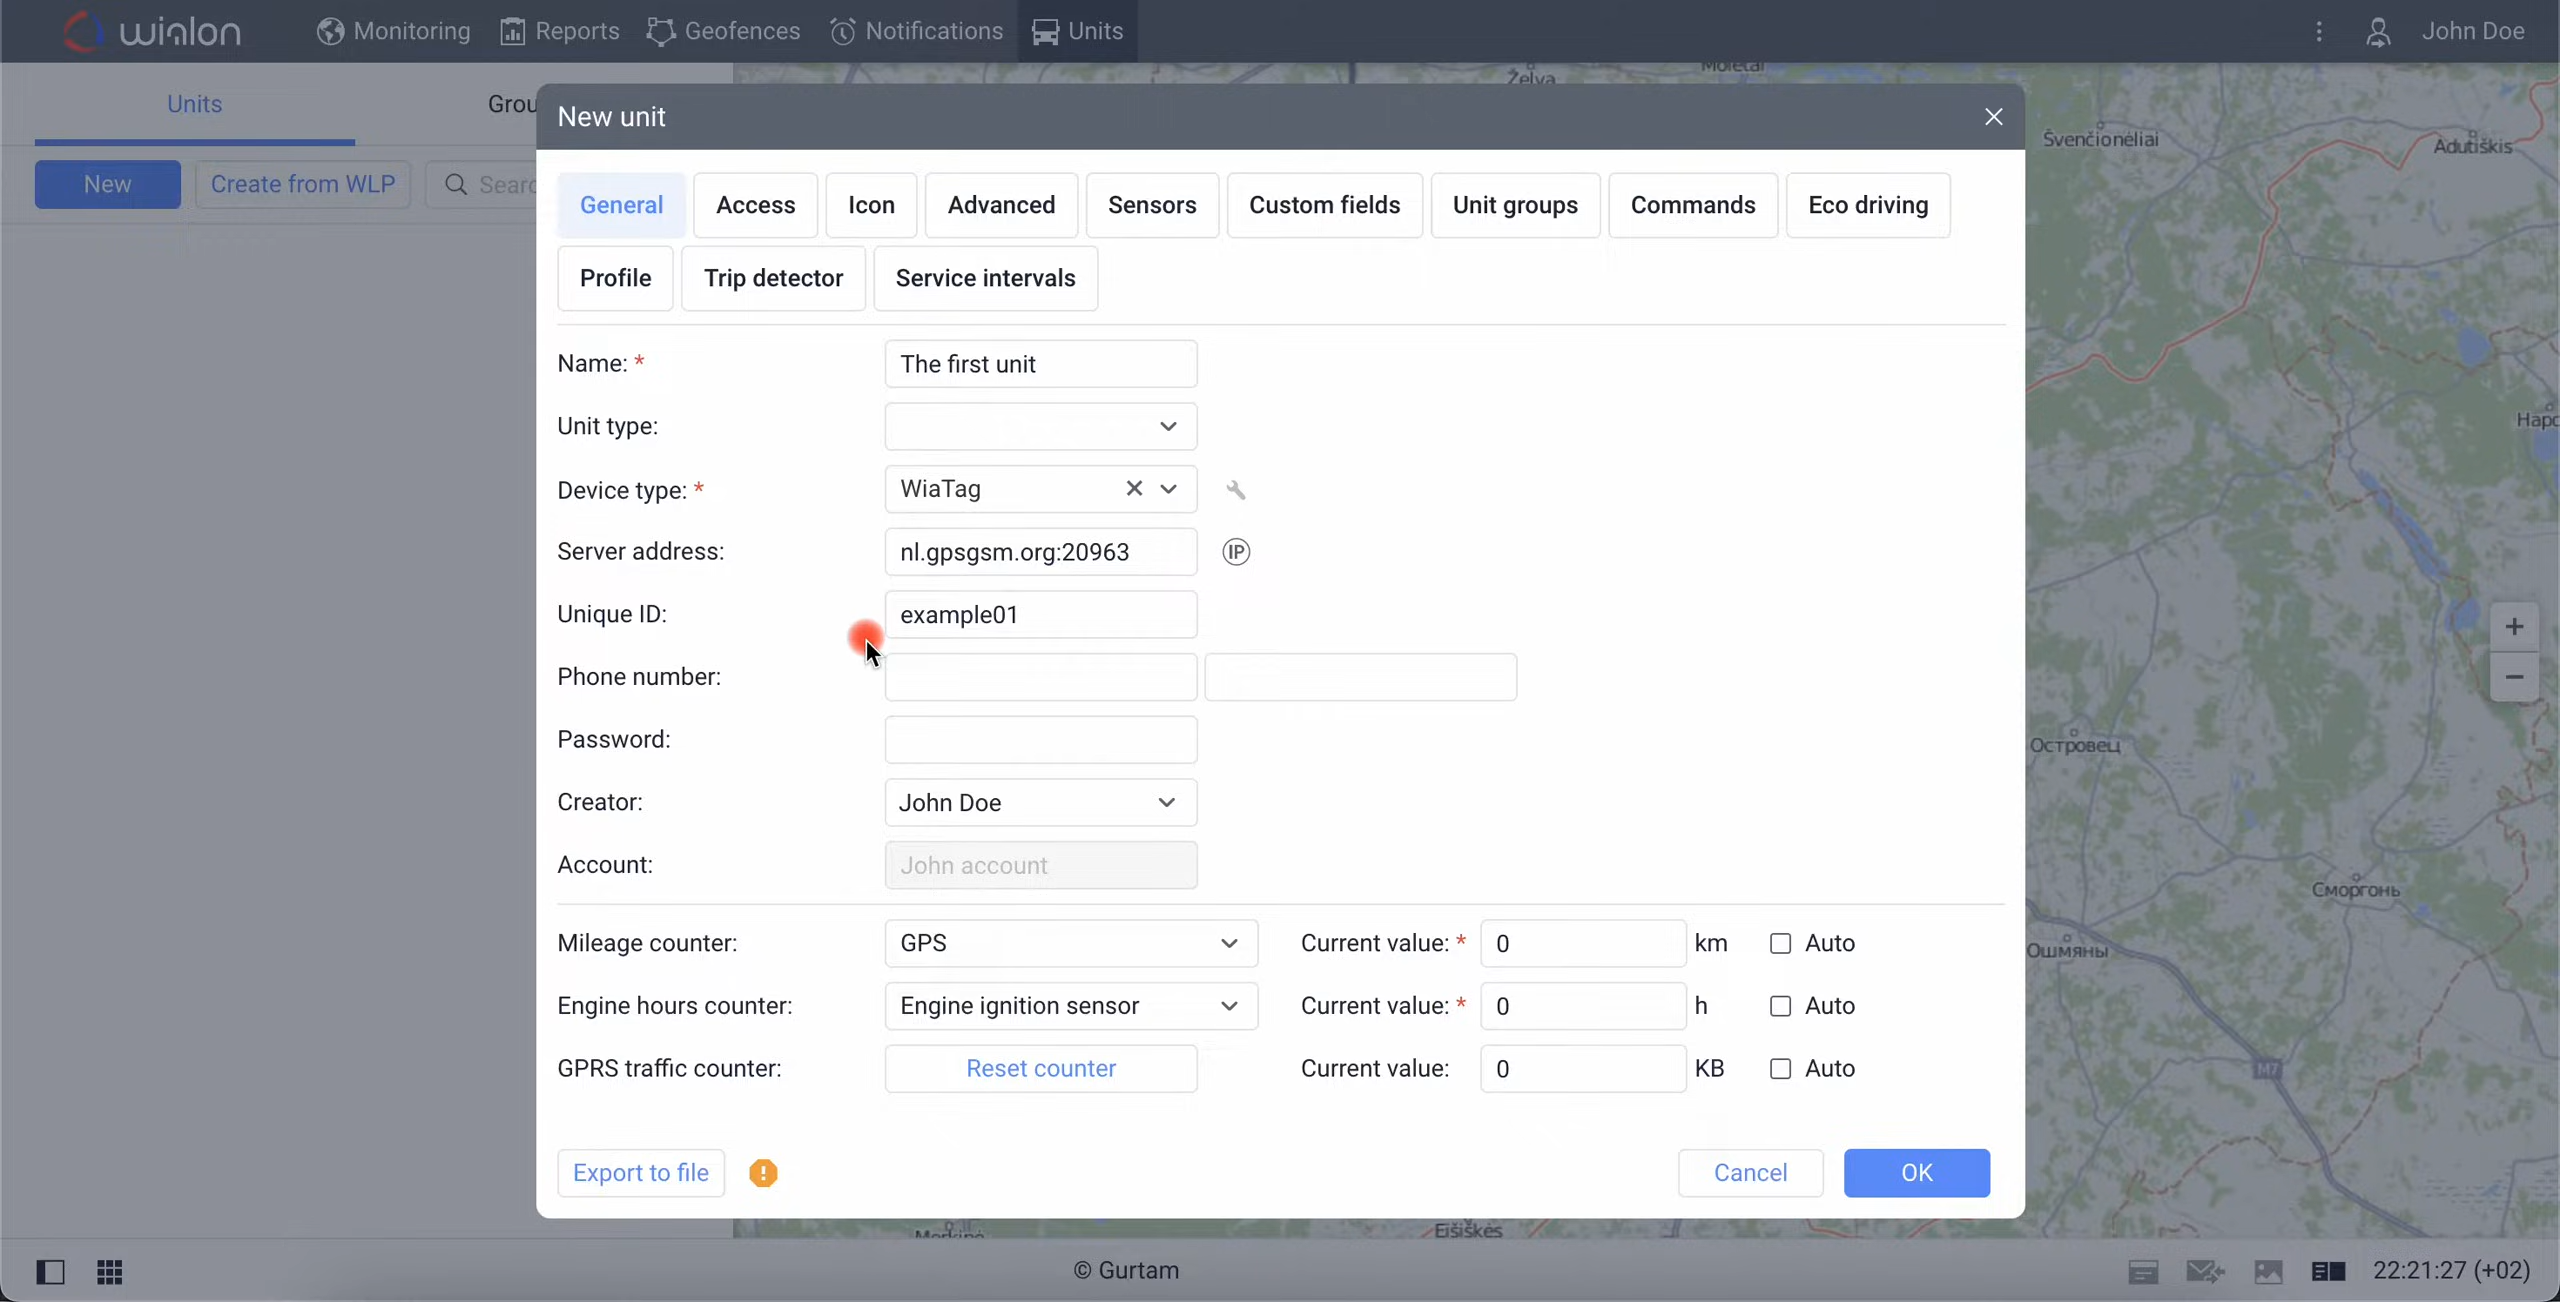 wialon Monitoring Reports Geofences Notifications Units John Doe
Želva
Molėtai
Units Grou
New unit
Švenčionėliai
Adutiškis
New Create from WLP Searc
General Access Icon Advanced Sensors Custom fields Unit groups Commands Eco driving
Profile Trip detector Service intervals
Name: * The first unit
Unit type:
Нарс
Device type: * WiaTag
Server address: nl.gpsgsm.org:20963 IP
Unique ID: example01
+
Phone number:
−
Password:
Островец
Creator: John Doe
Account: John account
Сморгонь
Mileage counter: GPS Current value: * 0 km Auto
Ошмяны
Engine hours counter: Engine ignition sensor Current value: * 0 h Auto
GPRS traffic counter: Reset counter Current value: 0 KB Auto
M7
Export to file ! Cancel OK
Merkinė
Eišiškės
© Gurtam
22:21:27 (+02)